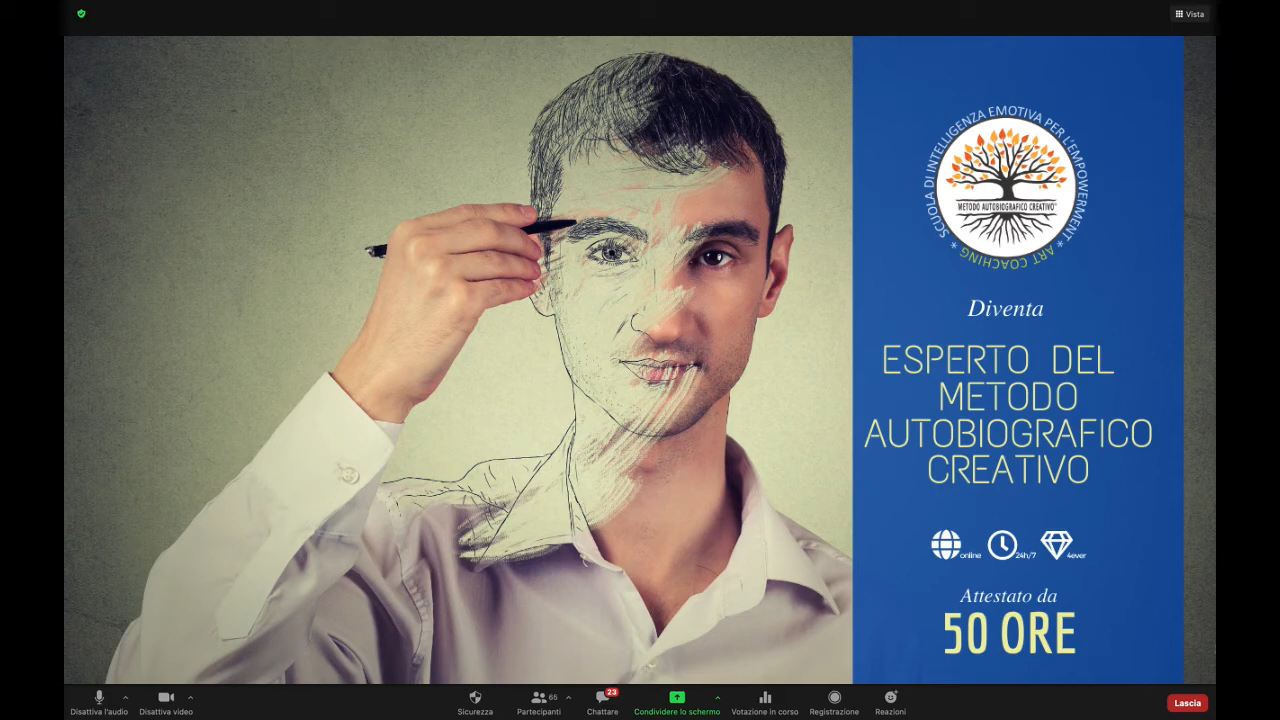 Vista
SCUOLA DI INTELLIGENZA EMOTIVA PER L'EMPOWERMENT
METODO AUTOBIOGRAFICO CREATIVO®
* ART COACHING *
Diventa
ESPERTO DEL
METODO
AUTOBIOGRAFICO
CREATIVO
online 24h/7 4ever
Attestato da
50 ORE
65 23
Disattiva l'audio Disattiva video Sicurezza Partecipanti Chattare Condividere lo schermo Votazione in corso Registrazione Reazioni Lascia